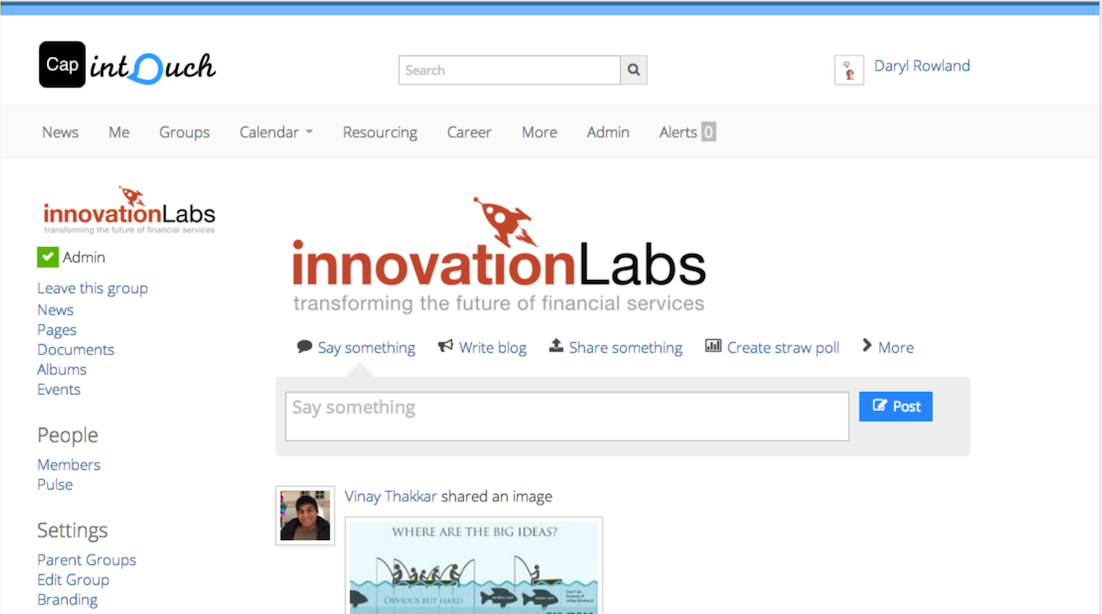 Cap intouch
Search
Daryl Rowland
News Me Groups Calendar Resourcing Career More Admin Alerts 0
innovationLabs
transforming the future of financial services
Admin
Leave this group
News
Pages
Documents
Albums
Events
People
Members
Pulse
Settings
Parent Groups
Edit Group
Branding
innovationLabs
transforming the future of financial services
Say something Write blog Share something Create straw poll More
Say something
Post
Vinay Thakkar shared an image
WHERE ARE THE BIG IDEAS?
OBVIOUS BUT HARD